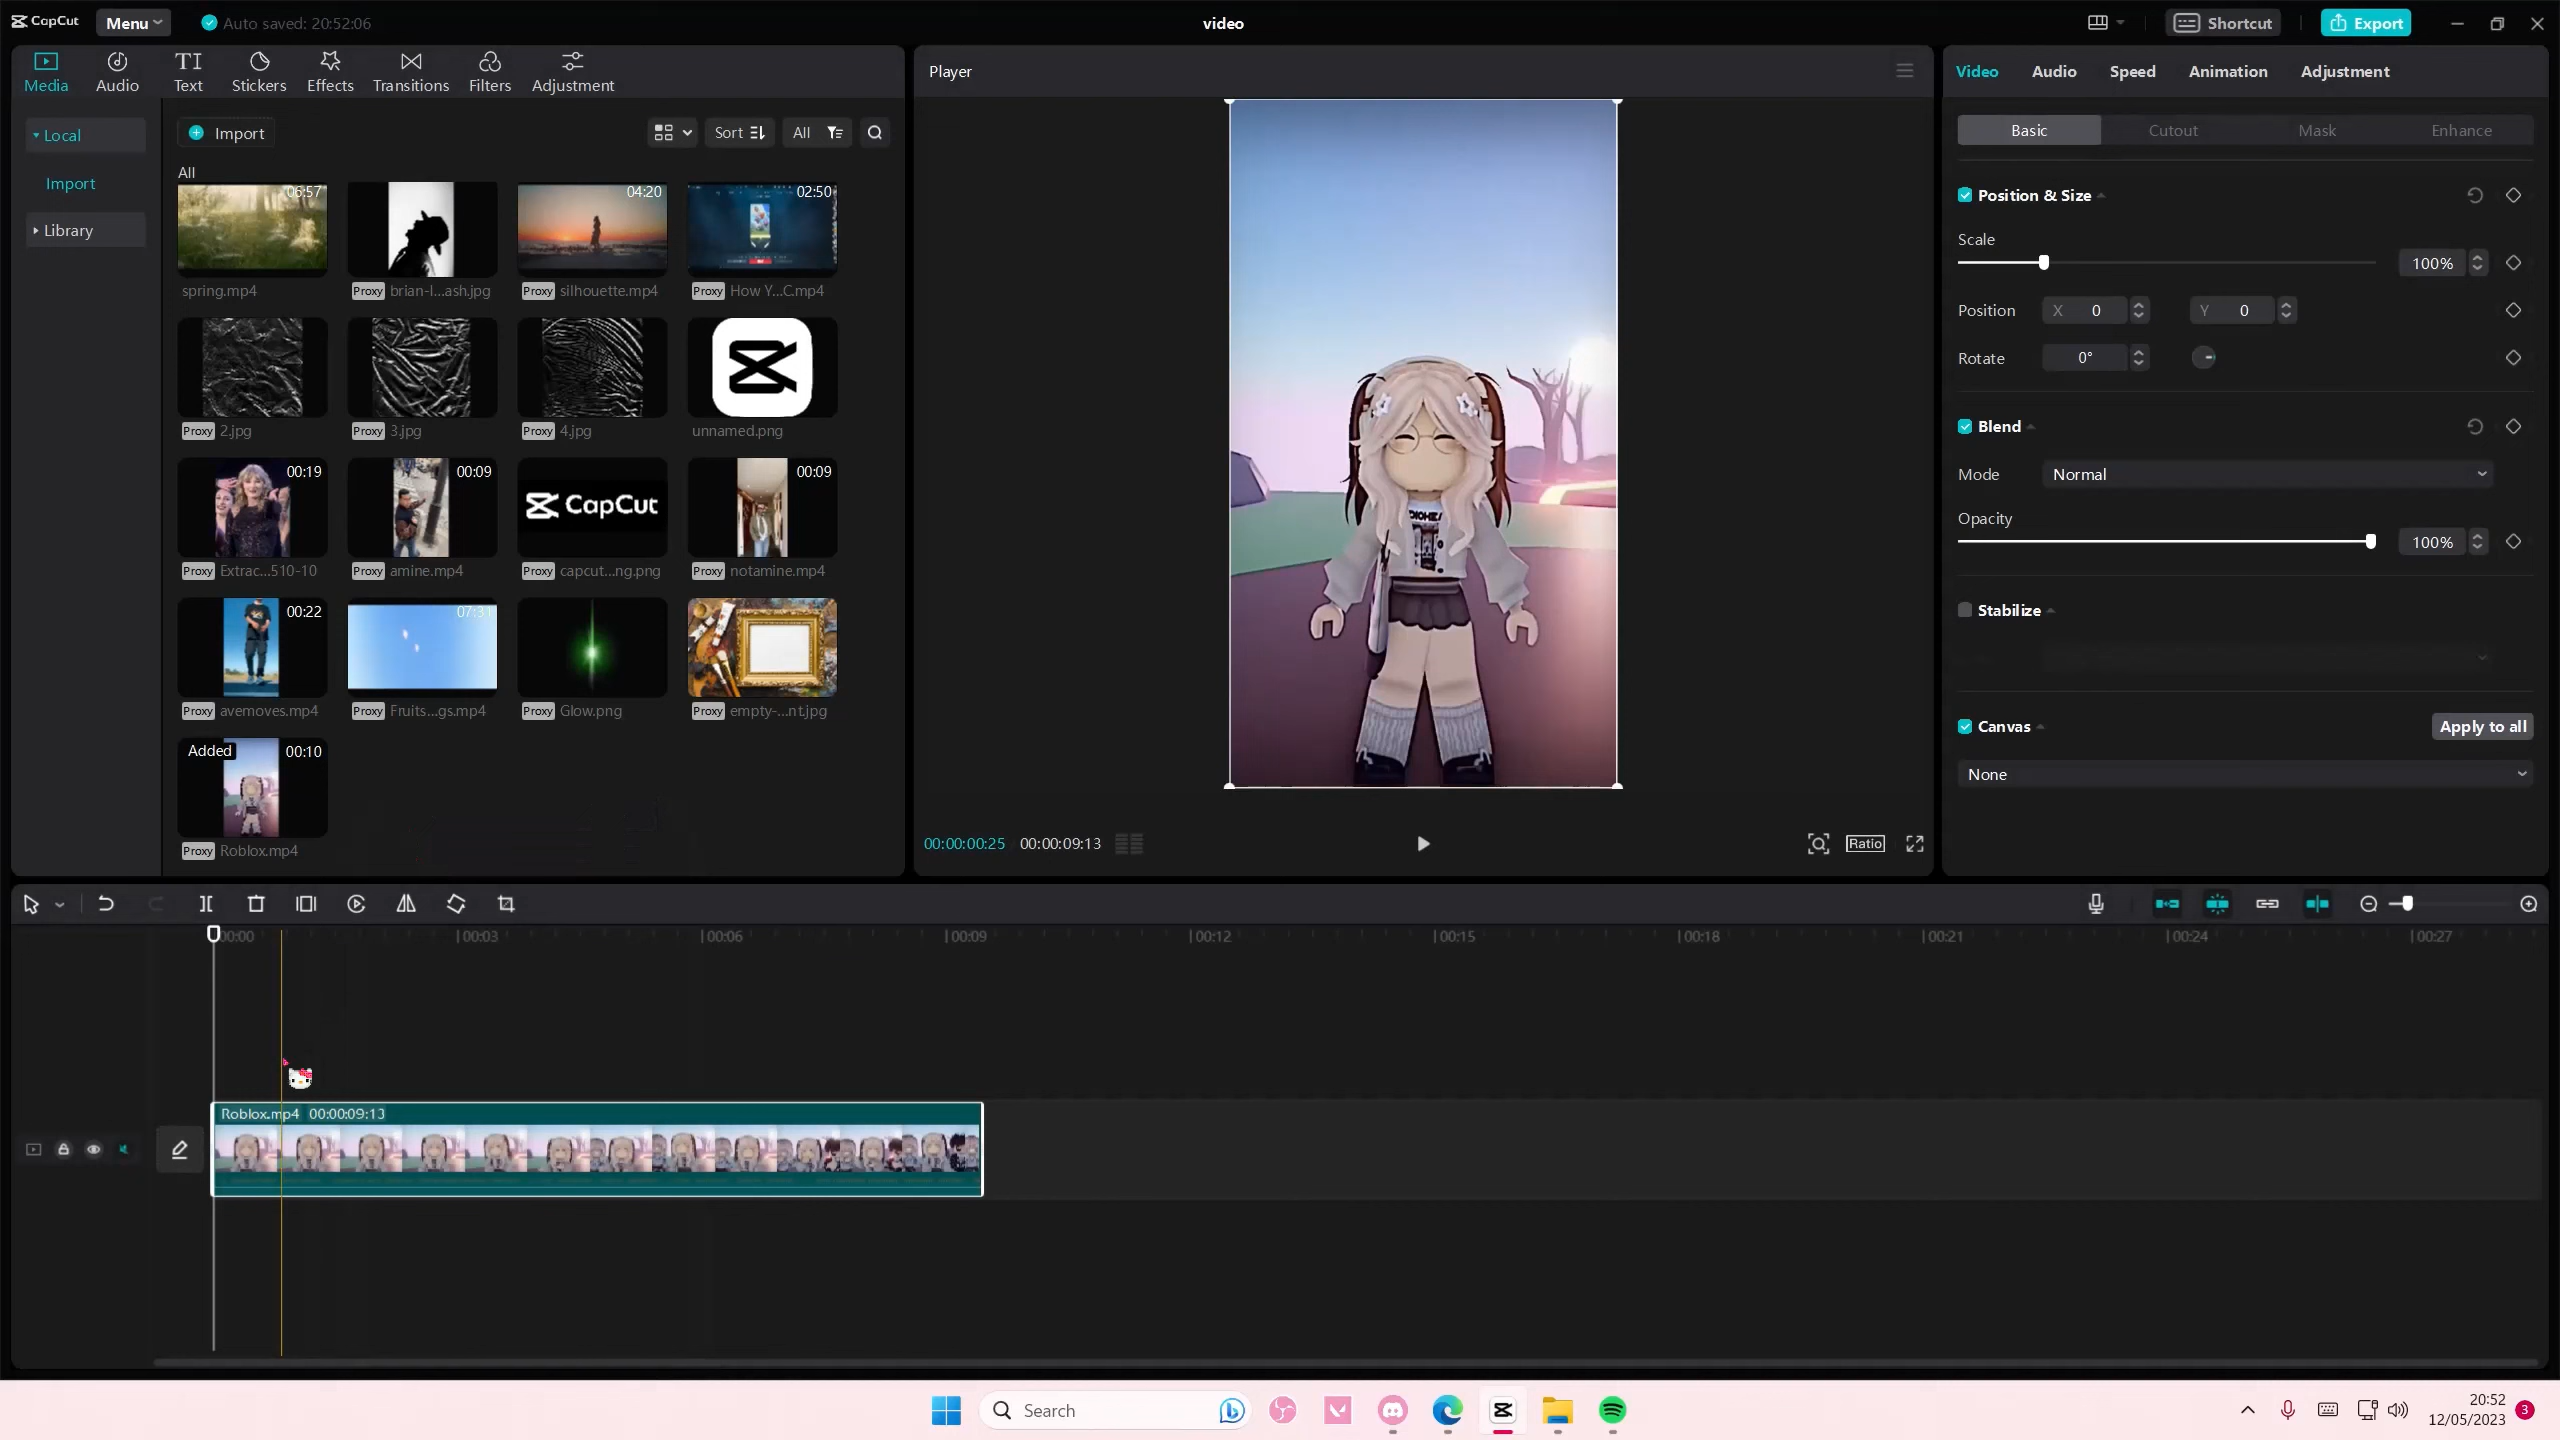 CapCut Menu Auto saved: 20:52:06 video Shortcut Export
Media Audio Text Stickers Effects Transitions Filters Adjustment
Local
Import
Library
Import Sort All
All
06:57 04:20 02:50
spring.mp4 Proxy brian-l...ash.jpg Proxy silhouette.mp4 Proxy How Y...C.mp4
Proxy 2.jpg Proxy 3.jpg Proxy 4.jpg unnamed.png
00:19 00:09 CapCut 00:09
Proxy Extrac...510-10 Proxy amine.mp4 Proxy capcut...ng.png Proxy notamine.mp4
00:22 07:31
Proxy avemoves.mp4 Proxy Fruits...gs.mp4 Proxy Glow.png Proxy empty-...nt.jpg
Added 00:10
Proxy Roblox.mp4
Player
00:00:00:25 00:00:09:13 Ratio
Video Audio Speed Animation Adjustment
Basic Cutout Mask Enhance
Position & Size
Scale
100%
Position X 0 Y 0
Rotate 0°
Blend
Mode Normal
Opacity
100%
Stabilize
Canvas Apply to all
None
00:00 00:03 00:06 00:09 00:12 00:15 00:18 00:21 00:24 00:27
Roblox.mp4 00:00:09:13
Search
20:52
12/05/2023 3